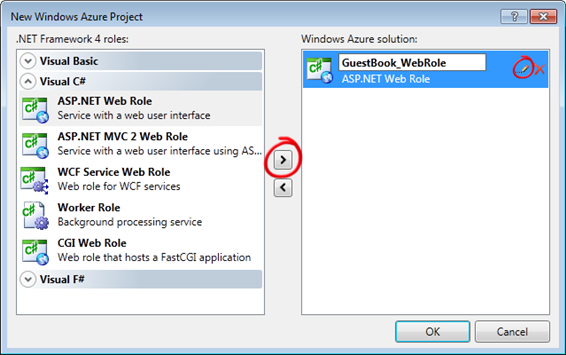 New Windows Azure Project
.NET Framework 4 roles:
Windows Azure solution:
Visual Basic
Visual C#
ASP.NET Web Role
Service with a web user interface
ASP.NET MVC 2 Web Role
Service with a web user interface using AS...
WCF Service Web Role
Web role for WCF services
Worker Role
Background processing service
CGI Web Role
Web role that hosts a FastCGI application
Visual F#
GuestBook_WebRole
ASP.NET Web Role
OK
Cancel